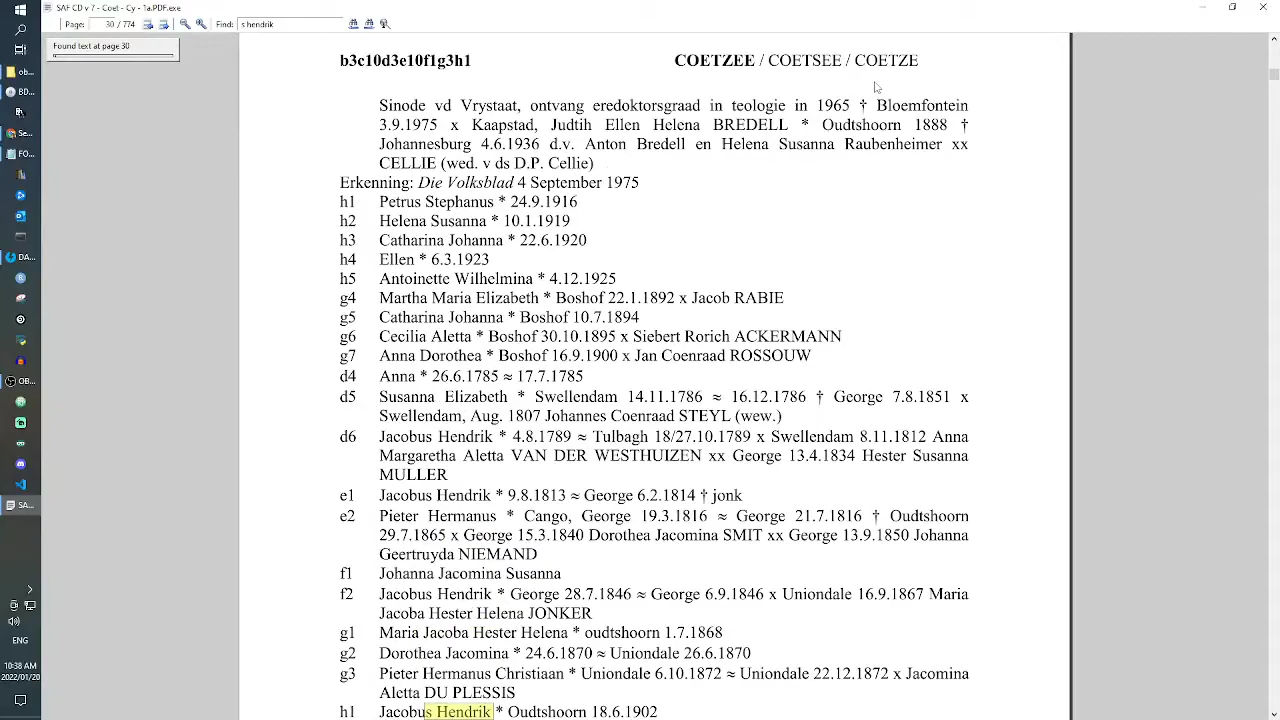 SAF CD v 7 - Coet - Cy - 1a.PDF.exe
Page: 30 / 774 Find: s hendrik
Found text at page 30
b3c10d3e10f1g3h1 COETZEE / COETSEE / COETZE
Sinode vd Vrystaat, ontvang eredoktorsgraad in teologie in 1965 † Bloemfontein
3.9.1975 x Kaapstad, Judtih Ellen Helena BREDELL * Oudtshoorn 1888 †
Johannesburg 4.6.1936 d.v. Anton Bredell en Helena Susanna Raubenheimer xx
CELLIE (wed. v ds D.P. Cellie)
Erkenning: Die Volksblad 4 September 1975
h1 Petrus Stephanus * 24.9.1916
h2 Helena Susanna * 10.1.1919
h3 Catharina Johanna * 22.6.1920
h4 Ellen * 6.3.1923
h5 Antoinette Wilhelmina * 4.12.1925
g4 Martha Maria Elizabeth * Boshof 22.1.1892 x Jacob RABIE
g5 Catharina Johanna * Boshof 10.7.1894
g6 Cecilia Aletta * Boshof 30.10.1895 x Siebert Rorich ACKERMANN
g7 Anna Dorothea * Boshof 16.9.1900 x Jan Coenraad ROSSOUW
d4 Anna * 26.6.1785 ≈ 17.7.1785
d5 Susanna Elizabeth * Swellendam 14.11.1786 ≈ 16.12.1786 † George 7.8.1851 x
Swellendam, Aug. 1807 Johannes Coenraad STEYL (wew.)
d6 Jacobus Hendrik * 4.8.1789 ≈ Tulbagh 18/27.10.1789 x Swellendam 8.11.1812 Anna
Margaretha Aletta VAN DER WESTHUIZEN xx George 13.4.1834 Hester Susanna
MULLER
e1 Jacobus Hendrik * 9.8.1813 ≈ George 6.2.1814 † jonk
e2 Pieter Hermanus * Cango, George 19.3.1816 ≈ George 21.7.1816 † Oudtshoorn
29.7.1865 x George 15.3.1840 Dorothea Jacomina SMIT xx George 13.9.1850 Johanna
Geertruyda NIEMAND
f1 Johanna Jacomina Susanna
f2 Jacobus Hendrik * George 28.7.1846 ≈ George 6.9.1846 x Uniondale 16.9.1867 Maria
Jacoba Hester Helena JONKER
g1 Maria Jacoba Hester Helena * oudtshoorn 1.7.1868
g2 Dorothea Jacomina * 24.6.1870 ≈ Uniondale 26.6.1870
g3 Pieter Hermanus Christiaan * Uniondale 6.10.1872 ≈ Uniondale 22.12.1872 x Jacomina
Aletta DU PLESSIS
h1 Jacobus Hendrik * Oudtshoorn 18.6.1902
ob...
BD...
Sc...
FO...
DA...
OB...
SA...
ENG
10:38 AM
2022/01/20